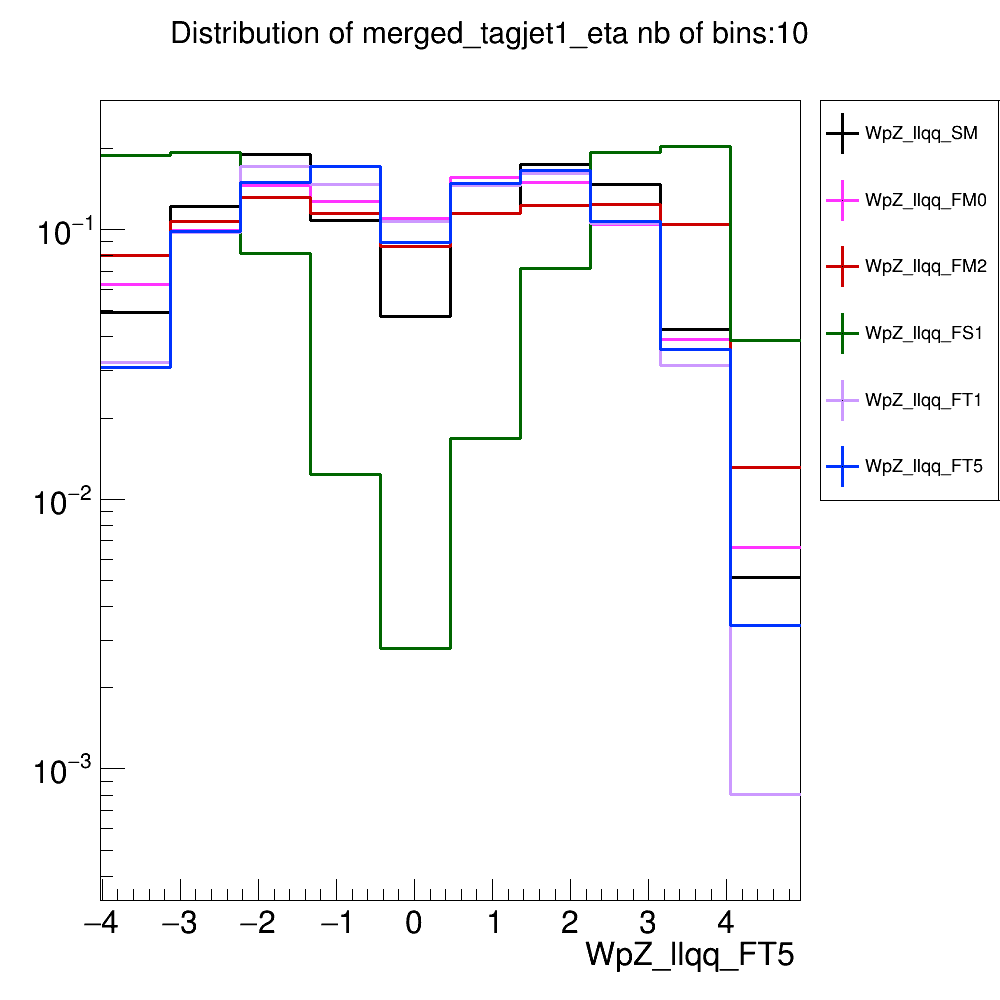 Distribution of merged_tagjet1_eta nb of bins:10
WpZ_llqq_SM
WpZ_llqq_FM0
WpZ_llqq_FM2
WpZ_llqq_FS1
WpZ_llqq_FT1
WpZ_llqq_FT5
10⁻¹
10⁻²
10⁻³
−4 −3 −2 −1 0 1 2 3 4
WpZ_llqq_FT5